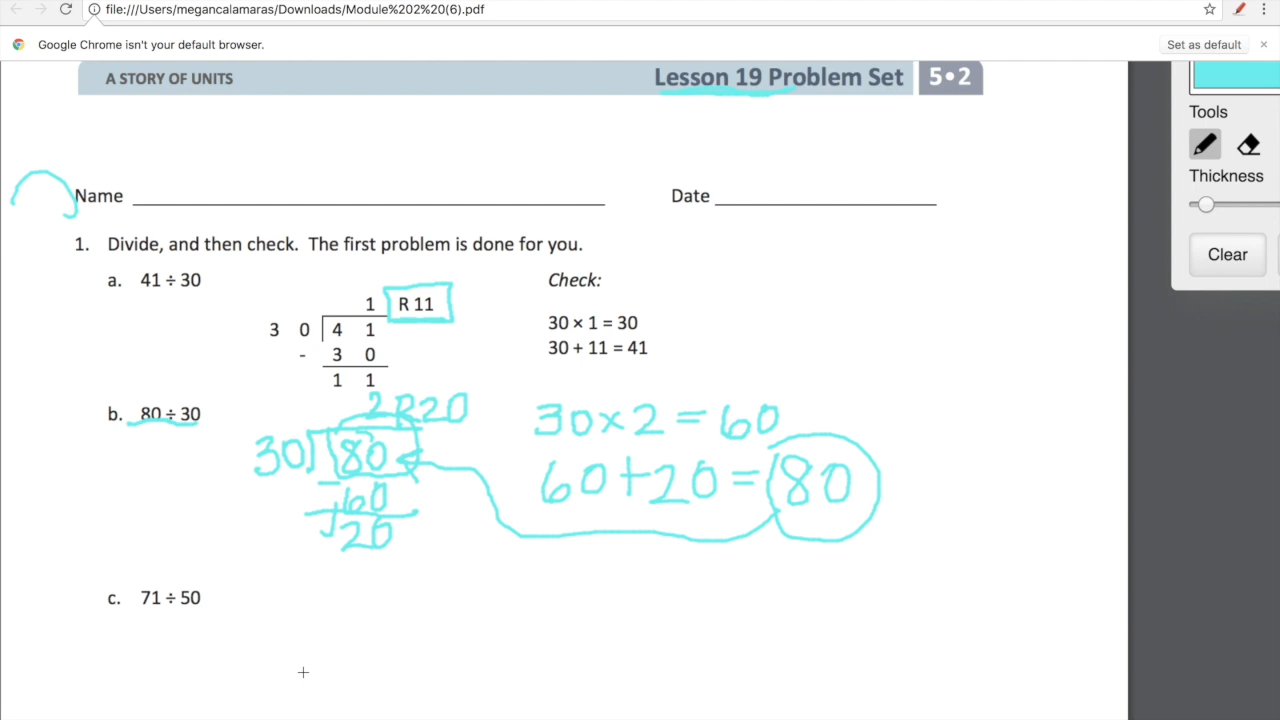 file:///Users/megancalamaras/Downloads/Module%202%20(6).pdf
Google Chrome isn't your default browser.
Set as default
A STORY OF UNITS
Lesson 19 Problem Set 5•2
Tools
Thickness
Clear
Name
Date
1. Divide, and then check. The first problem is done for you.
a. 41 ÷ 30
1 R 11
3 0 4 1
- 3 0
1 1
Check:
30 × 1 = 30
30 + 11 = 41
b. 80 ÷ 30
2 R20
30 80
- 60
20
30 x 2 = 60
60 + 20 = 80
c. 71 ÷ 50